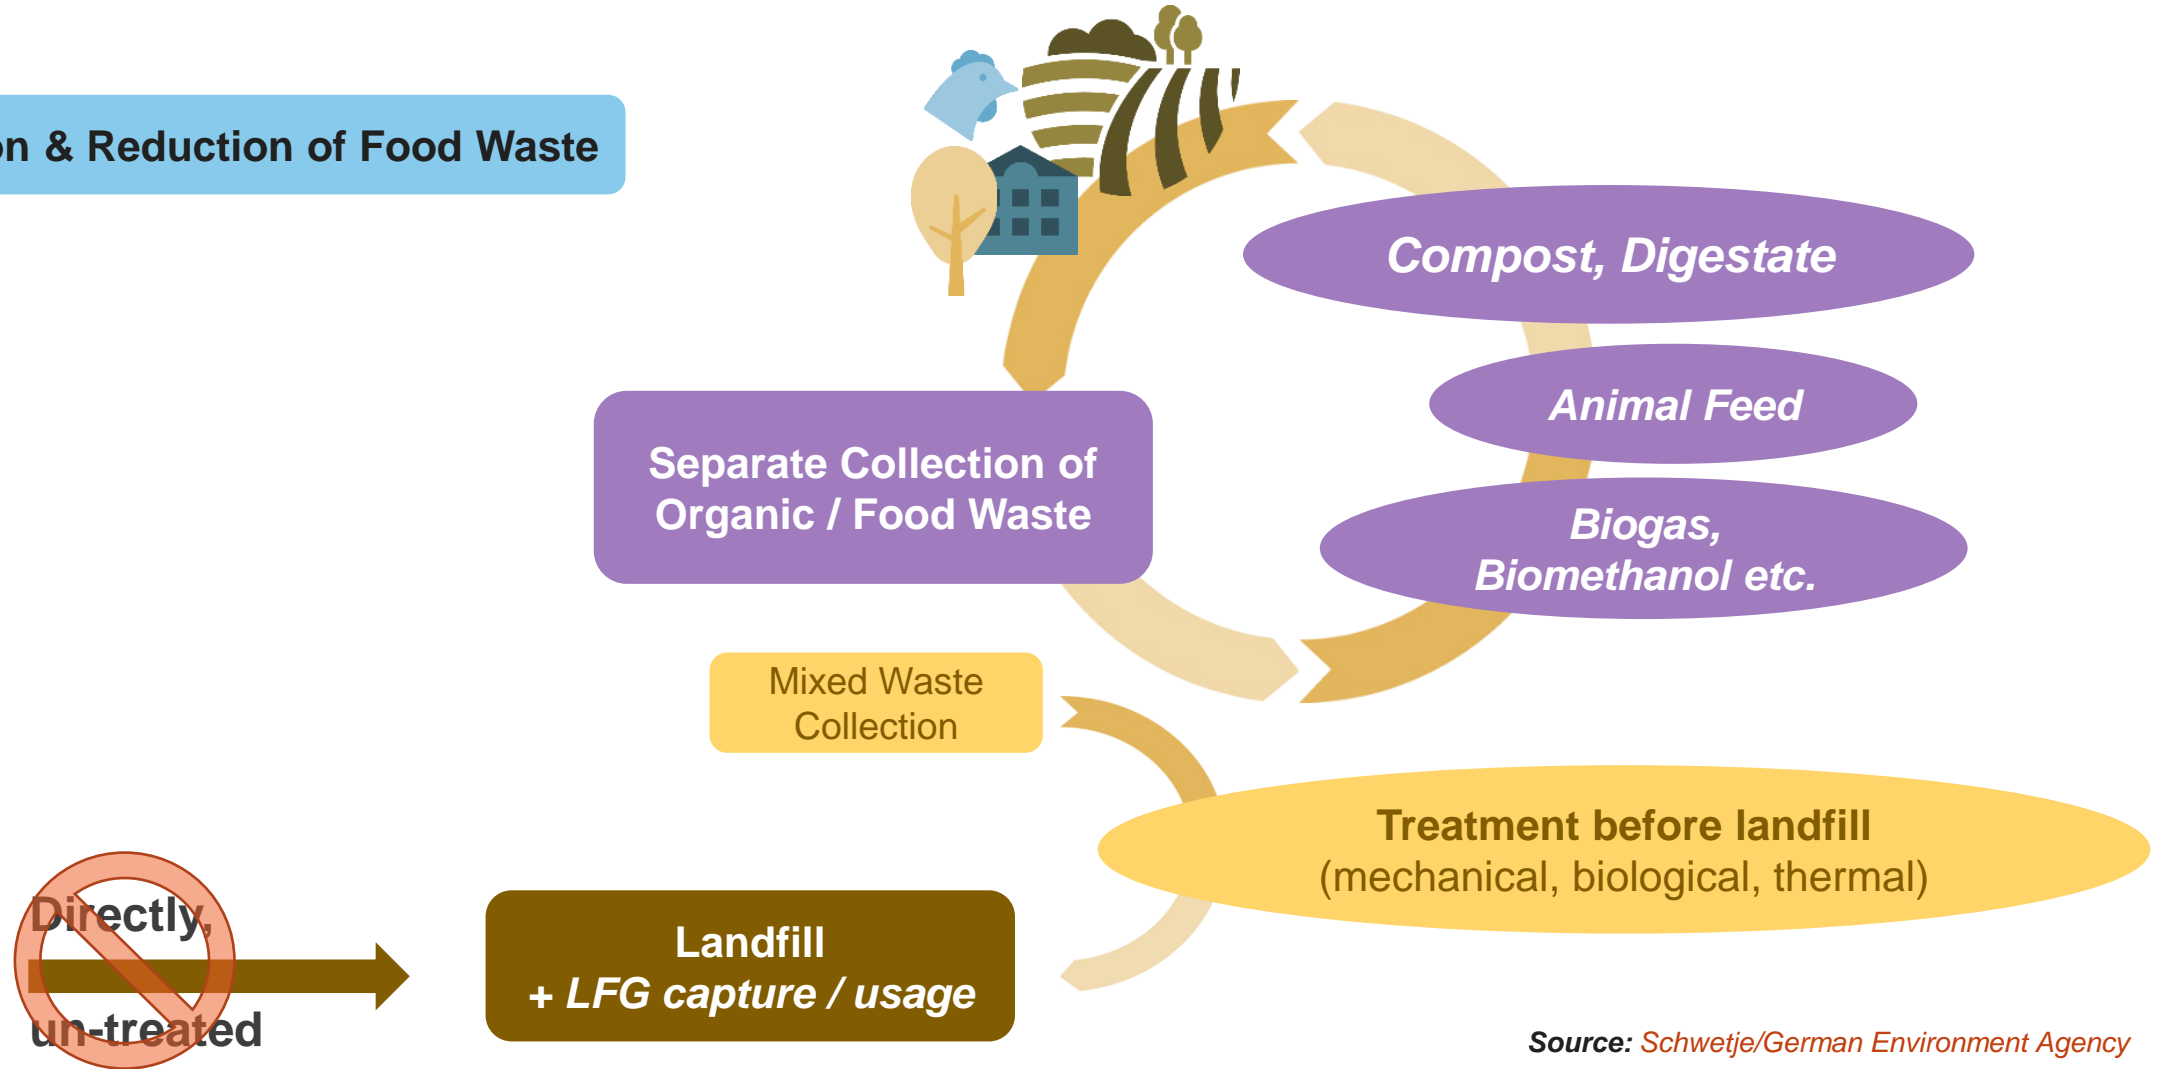 & Reduction of Food Waste
Compost, Digestate
Animal Feed
Separate Collection of
Organic / Food Waste
Biogas,
Biomethanol etc.
Mixed Waste
Collection
Treatment before landfill
(mechanical, biological, thermal)
Directly,
un-treated
Landfill
+ LFG capture / usage
Source: Schwetje/German Environment Agency